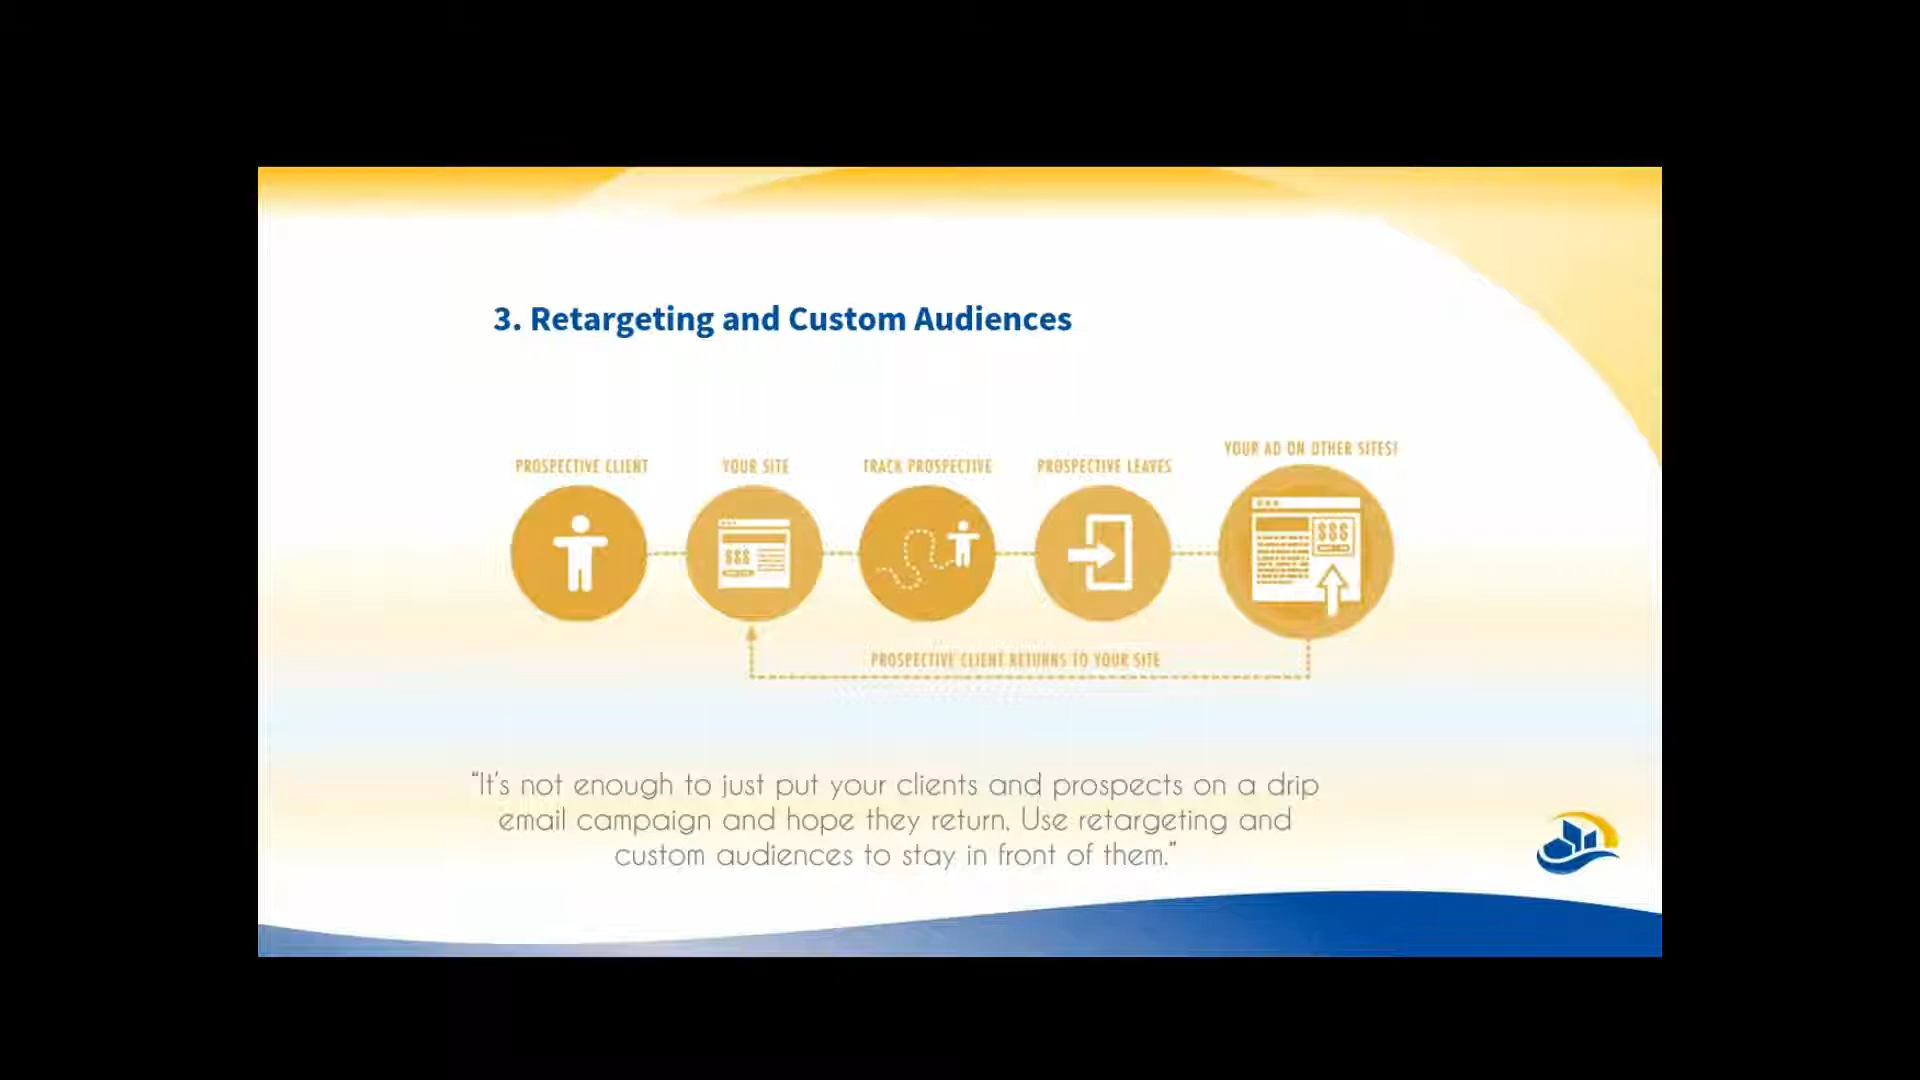 3. Retargeting and Custom Audiences
YOUR AD ON OTHER SITES!
PROSPECTIVE CLIENT
YOUR SITE
TRACK PROSPECTIVE
PROSPECTIVE LEAVES
$$$
$$$
PROSPECTIVE CLIENT RETURNS TO YOUR SITE
“It's not enough to just put your clients and prospects on a drip
email campaign and hope they return. Use retargeting and
custom audiences to stay in front of them.”